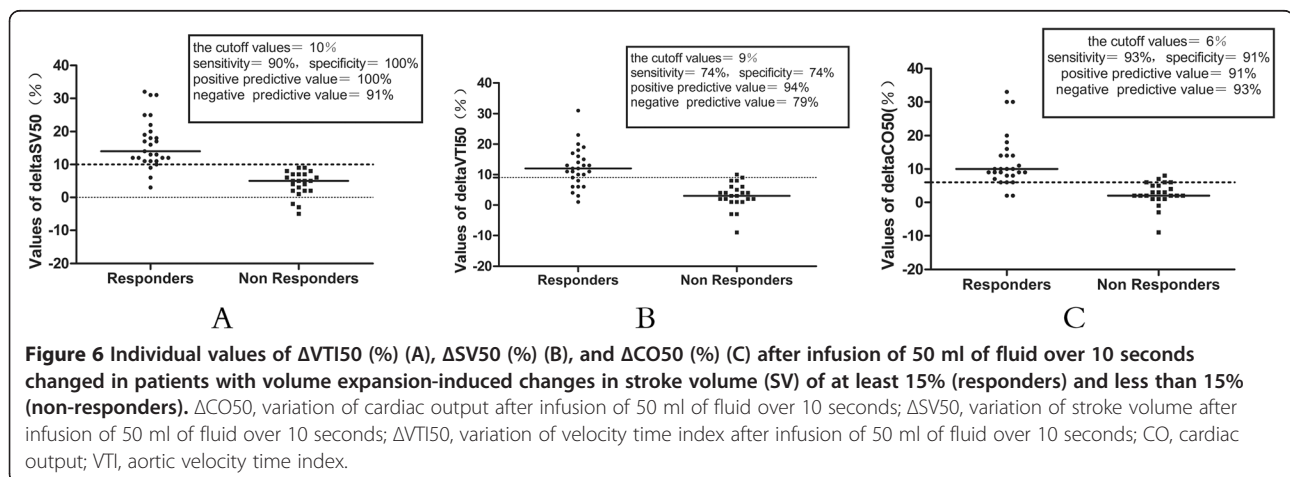 the cutoff values= 10%
sensitivity= 90%, specificity= 100%
positive predictive value= 100%
negative predictive value= 91%
Values of deltaSV50 (%)
40
30
20
10
0
-10
-20
Responders
Non Responders
A
the cutoff values= 9%
sensitivity= 74%, specificity= 74%
positive predictive value= 94%
negative predictive value= 79%
Values of deltaVTI50 (%)
40
30
20
10
0
-10
-20
Responders
Non Responders
B
the cutoff values= 6%
sensitivity= 93%, specificity= 91%
positive predictive value= 91%
negative predictive value= 93%
Values of deltaCO50(%)
40
30
20
10
0
-10
-20
Responders
Non Responders
C
Figure 6 Individual values of ΔVTI50 (%) (A), ΔSV50 (%) (B), and ΔCO50 (%) (C) after infusion of 50 ml of fluid over 10 seconds
changed in patients with volume expansion-induced changes in stroke volume (SV) of at least 15% (responders) and less than 15%
(non-responders). ΔCO50, variation of cardiac output after infusion of 50 ml of fluid over 10 seconds; ΔSV50, variation of stroke volume after
infusion of 50 ml of fluid over 10 seconds; ΔVTI50, variation of velocity time index after infusion of 50 ml of fluid over 10 seconds; CO, cardiac
output; VTI, aortic velocity time index.